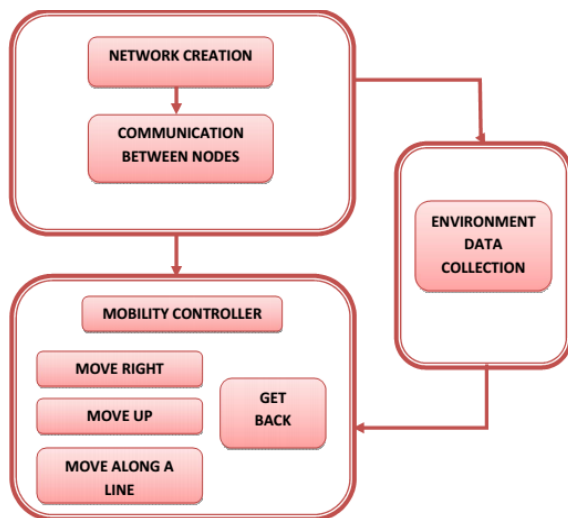 NETWORK CREATION
COMMUNICATION
BETWEEN NODES
ENVIRONMENT
DATA
COLLECTION
MOBILITY CONTROLLER
MOVE RIGHT
MOVE UP
MOVE ALONG A
LINE
GET
BACK